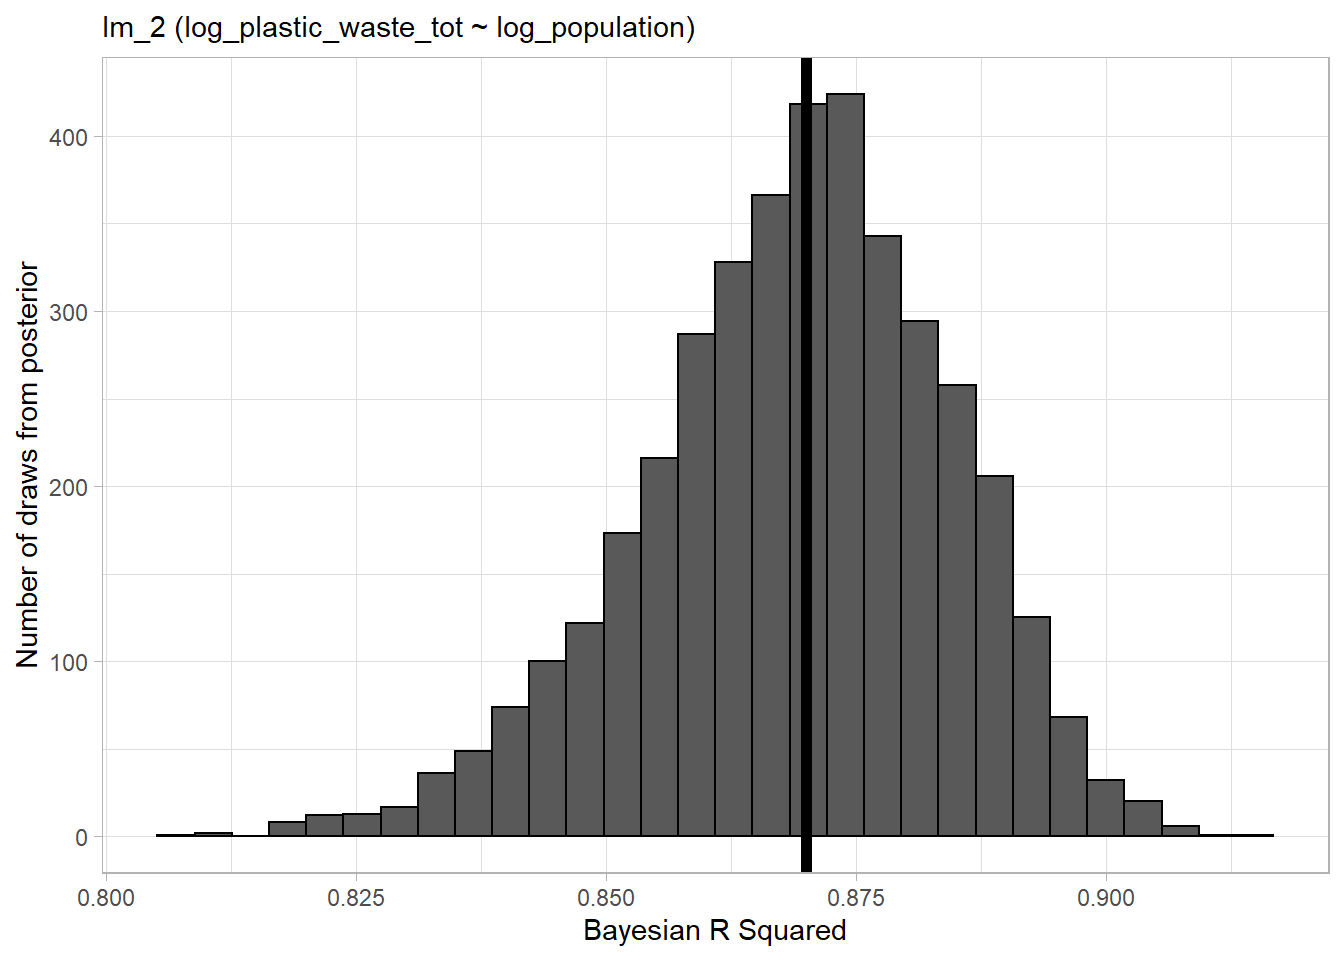 lm_2 (log_plastic_waste_tot ~ log_population)
Number of draws from posterior
400
300
200
100
0
0.800 0.825 0.850 0.875 0.900
Bayesian R Squared